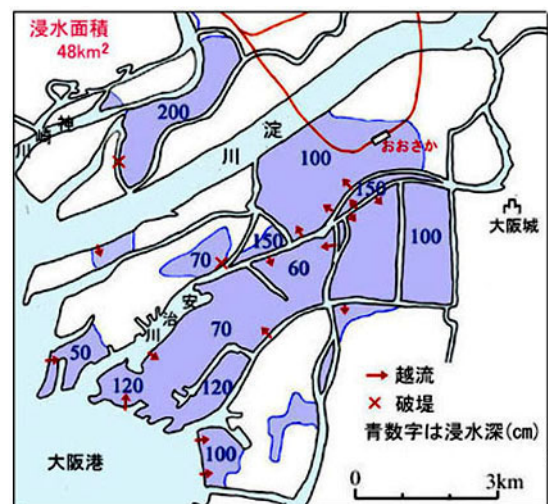 浸水面積
48km²
200
神崎川
淀川
100
おおさか
150
100
大阪城
150
70
60
安治川
70
50
120
120
越流
破堤
青数字は浸水深(cm)
100
大阪港
0 3km